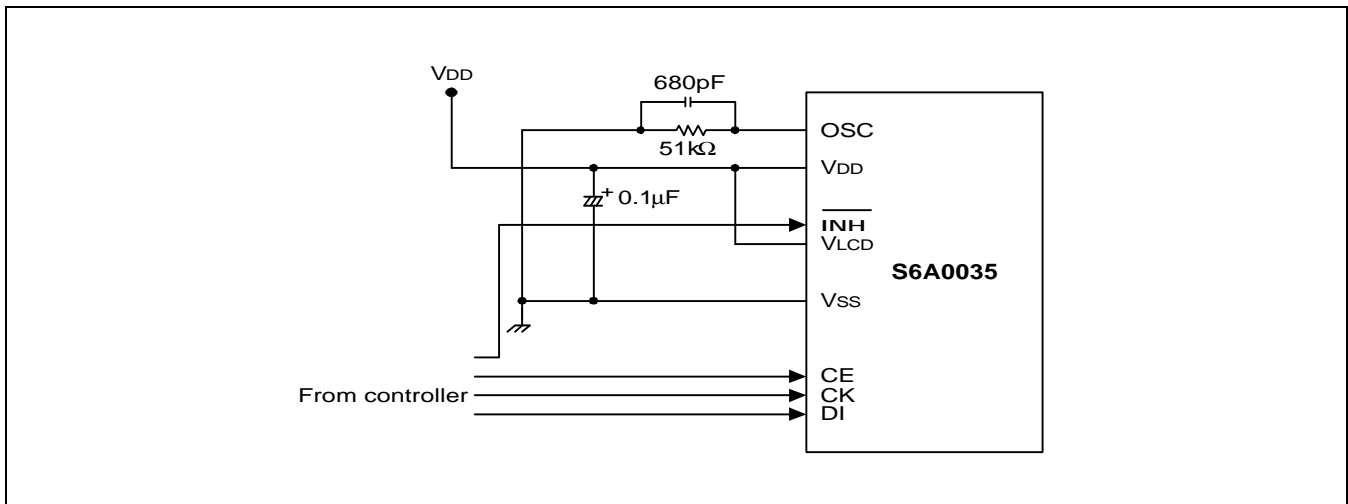 VDD
680pF
51kΩ
+ 0.1μF
OSC
VDD
INH
VLCD
S6A0035
VSS
From controller
CE
CK
DI